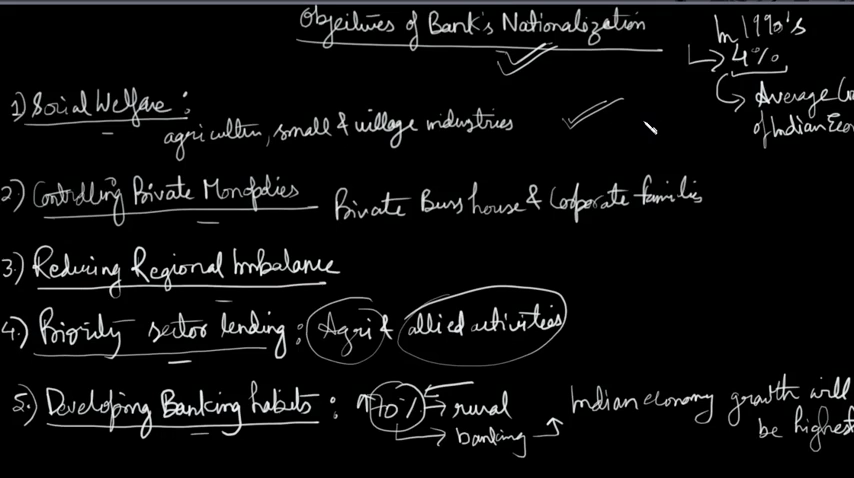 Objectives of Bank's Nationalization
In 1990's
4%
Average
of Indian Eco
1) Social Welfare:
agriculture, small & village industries
2) Controlling Private Monopolies Private Buss house & Corporate families
3.) Reducing Regional Imbalance
4.) Priority sector lending: Agri & allied activities
5.) Developing Banking habits: 70% → rural
banking
Indian economy growth will
be highest